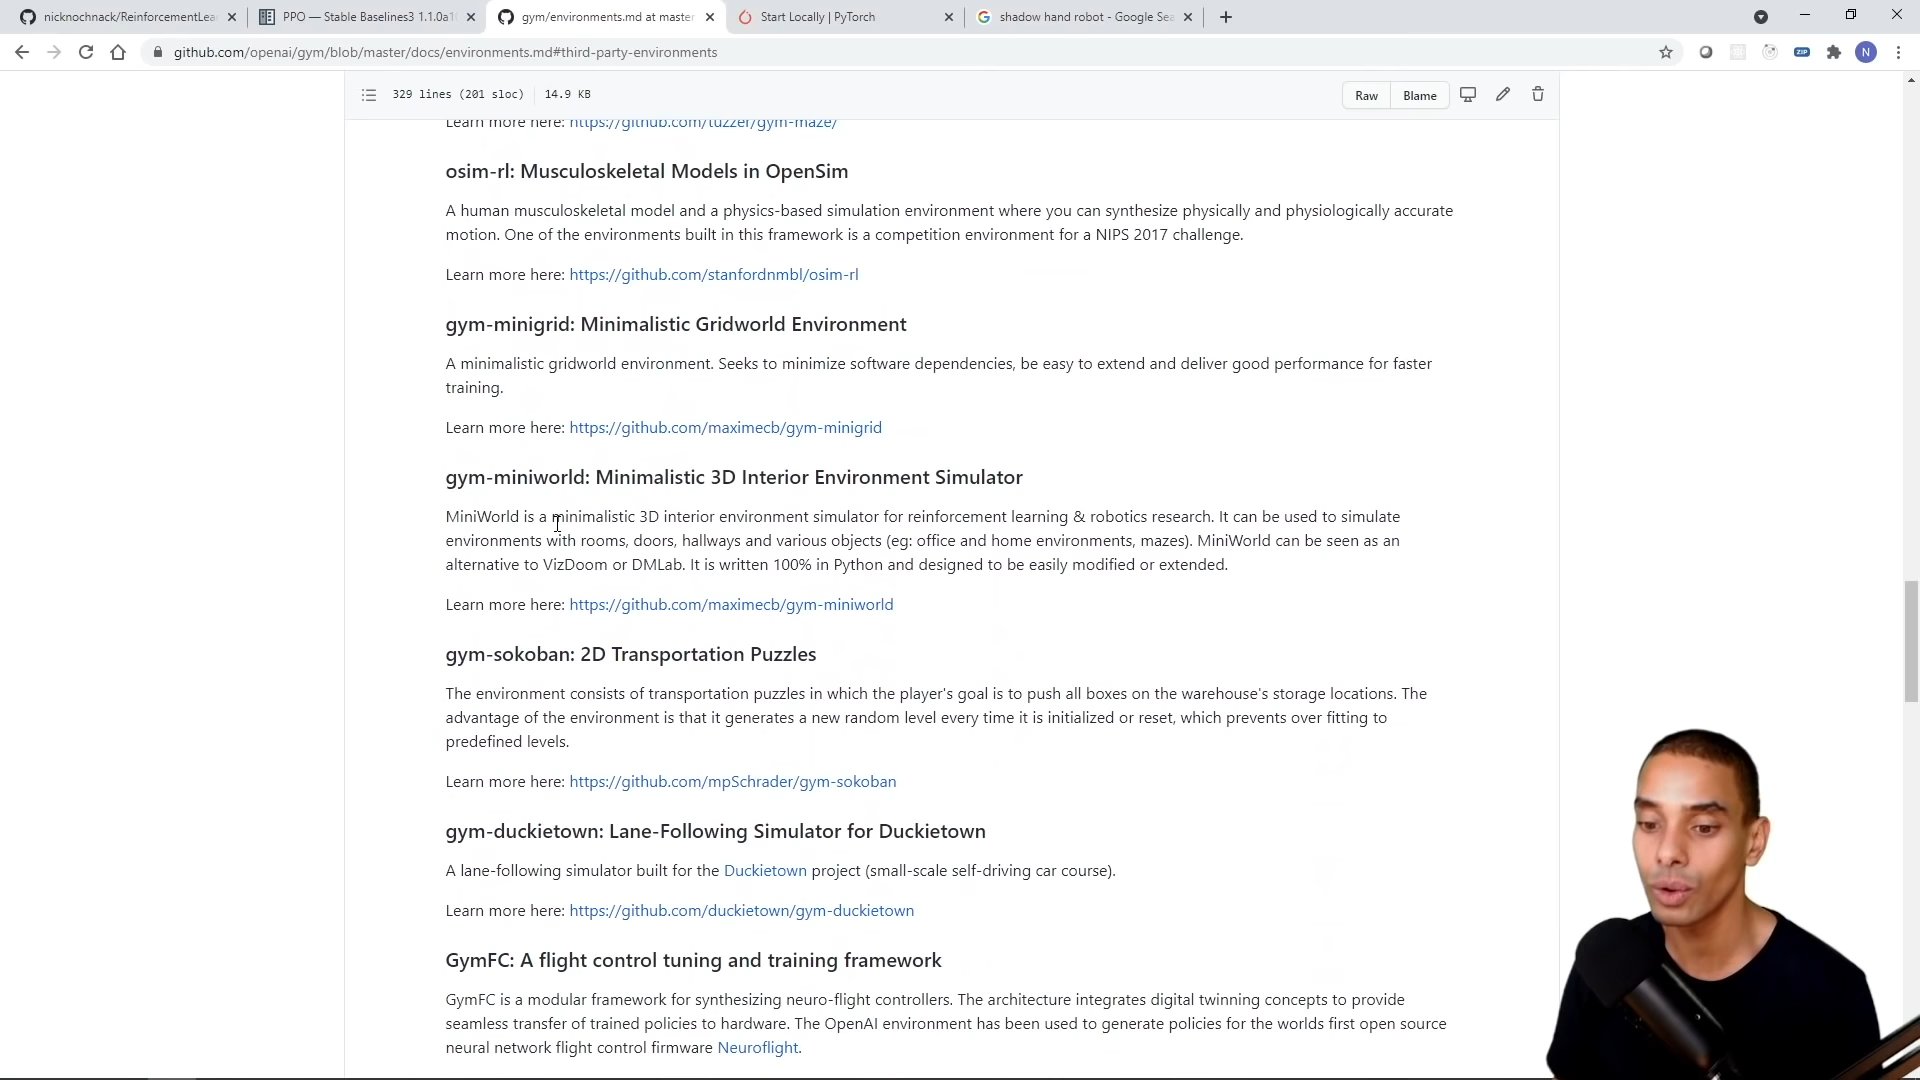 nicknochnack/ReinforcementLea
PPO — Stable Baselines3 1.1.0a1
gym/environments.md at master
Start Locally | PyTorch
shadow hand robot - Google Sea
github.com/openai/gym/blob/master/docs/environments.md#third-party-environments
ZIP
N
329 lines (201 sloc)
14.9 KB
Raw
Blame
Learn more here: https://github.com/tuzzer/gym-maze/
osim-rl: Musculoskeletal Models in OpenSim
A human musculoskeletal model and a physics-based simulation environment where you can synthesize physically and physiologically accurate
motion. One of the environments built in this framework is a competition environment for a NIPS 2017 challenge.
Learn more here: https://github.com/stanfordnmbl/osim-rl
gym-minigrid: Minimalistic Gridworld Environment
A minimalistic gridworld environment. Seeks to minimize software dependencies, be easy to extend and deliver good performance for faster
training.
Learn more here: https://github.com/maximecb/gym-minigrid
gym-miniworld: Minimalistic 3D Interior Environment Simulator
MiniWorld is a minimalistic 3D interior environment simulator for reinforcement learning & robotics research. It can be used to simulate
environments with rooms, doors, hallways and various objects (eg: office and home environments, mazes). MiniWorld can be seen as an
alternative to VizDoom or DMLab. It is written 100% in Python and designed to be easily modified or extended.
Learn more here: https://github.com/maximecb/gym-miniworld
gym-sokoban: 2D Transportation Puzzles
The environment consists of transportation puzzles in which the player's goal is to push all boxes on the warehouse's storage locations. The
advantage of the environment is that it generates a new random level every time it is initialized or reset, which prevents over fitting to
predefined levels.
Learn more here: https://github.com/mpSchrader/gym-sokoban
gym-duckietown: Lane-Following Simulator for Duckietown
A lane-following simulator built for the Duckietown project (small-scale self-driving car course).
Learn more here: https://github.com/duckietown/gym-duckietown
GymFC: A flight control tuning and training framework
GymFC is a modular framework for synthesizing neuro-flight controllers. The architecture integrates digital twinning concepts to provide
seamless transfer of trained policies to hardware. The OpenAI environment has been used to generate policies for the worlds first open source
neural network flight control firmware Neuroflight.